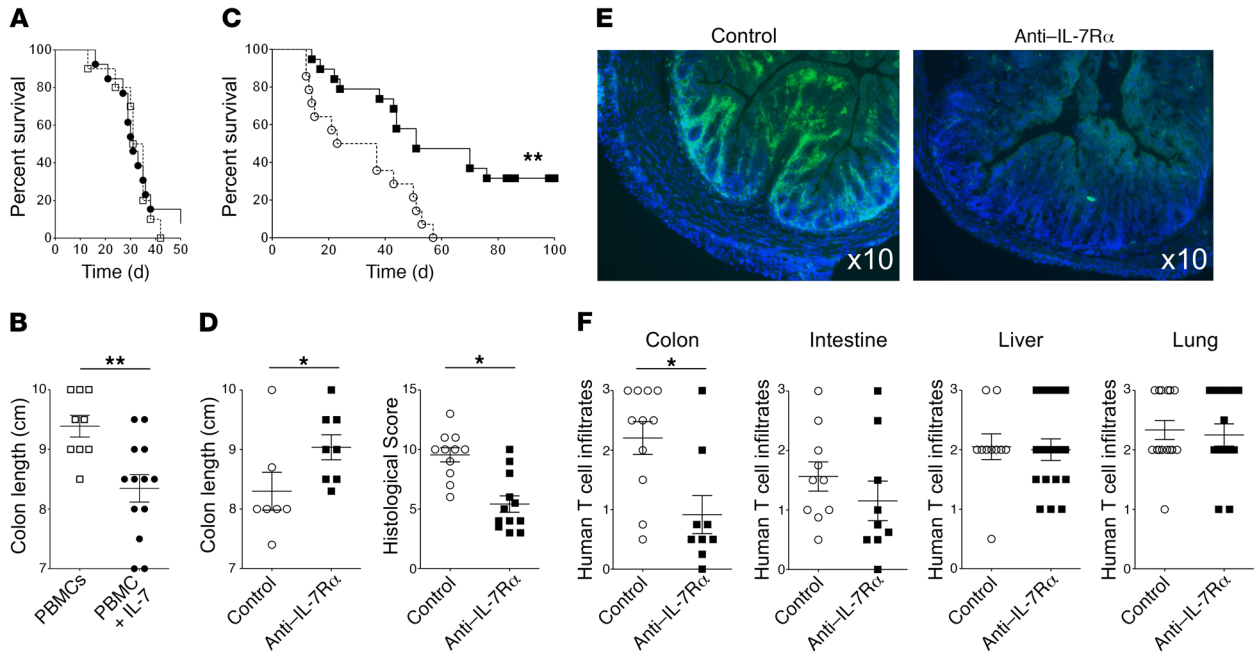 A
Percent survival
100
80
60
40
20
0
0 10 20 30 40 50
Time (d)
C
Percent survival
100
80
60
40
20
0
0 20 40 60 80 100
**
Time (d)
E
Control
x10
Anti–IL-7Rα
x10
B
**
Colon length (cm)
10
9
8
7
PBMCs
PBMC
+ IL-7
D
*
Colon length (cm)
10
9
8
7
Control
Anti–IL-7Rα
*
Histological Score
15
10
5
0
Control
Anti–IL-7Rα
F
Colon
*
Human T cell infiltrates
3
2
1
0
Control
Anti–IL-7Rα
Intestine
Human T cell infiltrates
3
2
1
0
Control
Anti–IL-7Rα
Liver
Human T cell infiltrates
3
2
1
0
Control
Anti–IL-7Rα
Lung
Human T cell infiltrates
3
2
1
0
Control
Anti–IL-7Rα